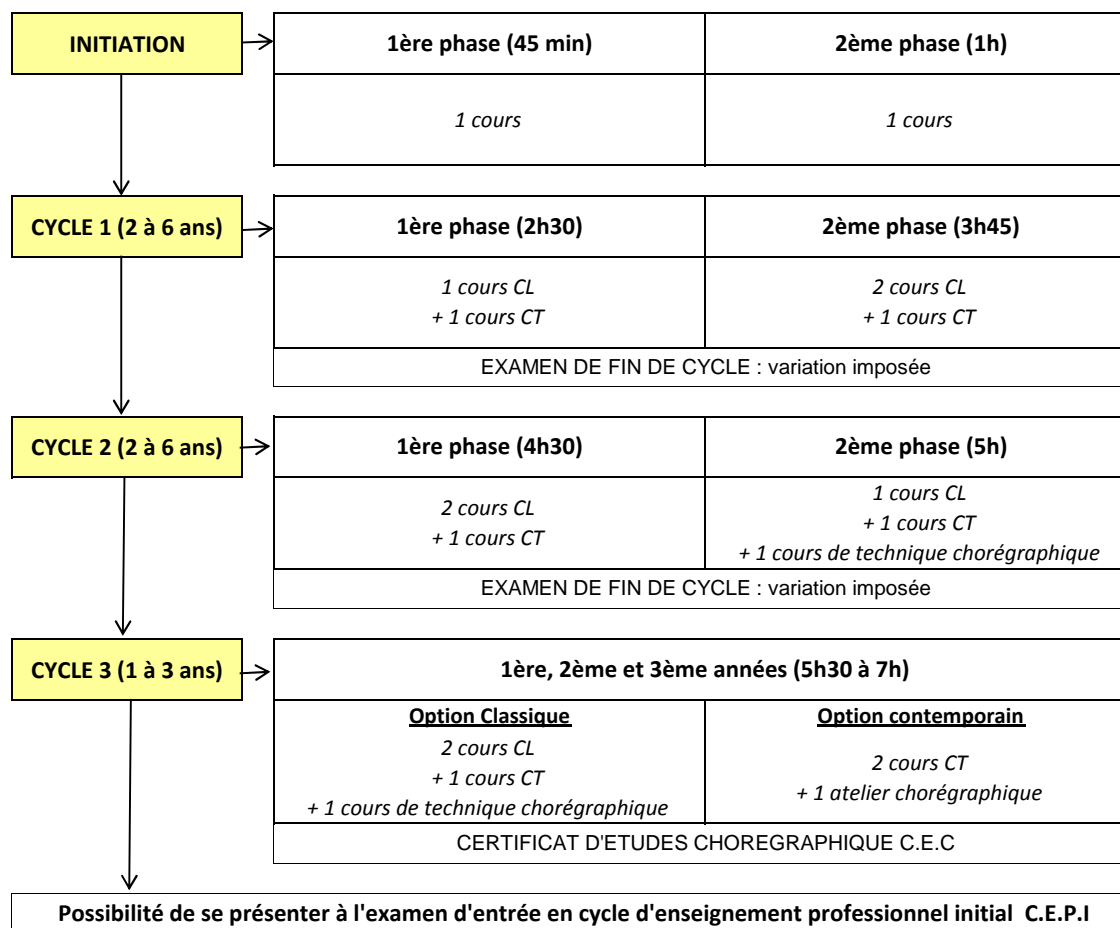 INITIATION
1ère phase (45 min)
2ème phase (1h)
1 cours
1 cours
CYCLE 1 (2 à 6 ans)
1ère phase (2h30)
2ème phase (3h45)
1 cours CL
+ 1 cours CT
2 cours CL
+ 1 cours CT
EXAMEN DE FIN DE CYCLE : variation imposée
CYCLE 2 (2 à 6 ans)
1ère phase (4h30)
2ème phase (5h)
2 cours CL
+ 1 cours CT
1 cours CL
+ 1 cours CT
+ 1 cours de technique chorégraphique
EXAMEN DE FIN DE CYCLE : variation imposée
CYCLE 3 (1 à 3 ans)
1ère, 2ème et 3ème années (5h30 à 7h)
Option Classique
2 cours CL
+ 1 cours CT
+ 1 cours de technique chorégraphique
Option contemporain
2 cours CT
+ 1 atelier chorégraphique
CERTIFICAT D'ETUDES CHOREGRAPHIQUE C.E.C
Possibilité de se présenter à l'examen d'entrée en cycle d'enseignement professionnel initial C.E.P.I